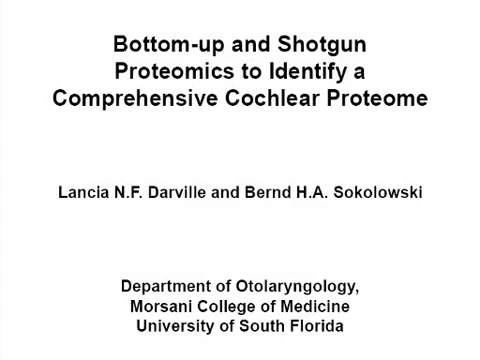 Bottom-up and Shotgun
Proteomics to Identify a
Comprehensive Cochlear Proteome
Lancia N.F. Darville and Bernd H.A. Sokolowski
Department of Otolaryngology,
Morsani College of Medicine
University of South Florida